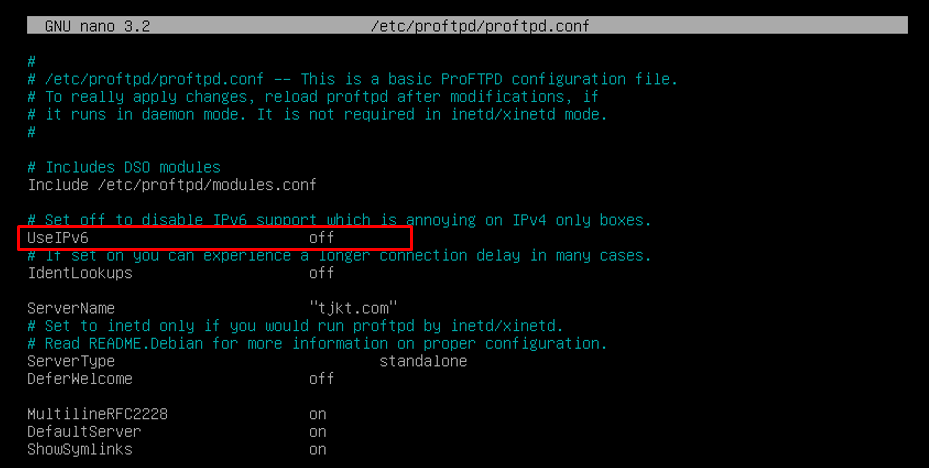 GNU nano 3.2 /etc/proftpd/proftpd.conf
#
# /etc/proftpd/proftpd.conf -- This is a basic ProFTPD configuration file.
# To really apply changes, reload proftpd after modifications, if
# it runs in daemon mode. It is not required in inetd/xinetd mode.
#
# Includes DSO modules
Include /etc/proftpd/modules.conf
# Set off to disable IPv6 support which is annoying on IPv4 only boxes.
UseIPv6 off
# If set on you can experience a longer connection delay in many cases.
IdentLookups off
ServerName "tjkt.com"
# Set to inetd only if you would run proftpd by inetd/xinetd.
# Read README.Debian for more information on proper configuration.
ServerType standalone
DeferWelcome off
MultilineRFC2228 on
DefaultServer on
ShowSymlinks on